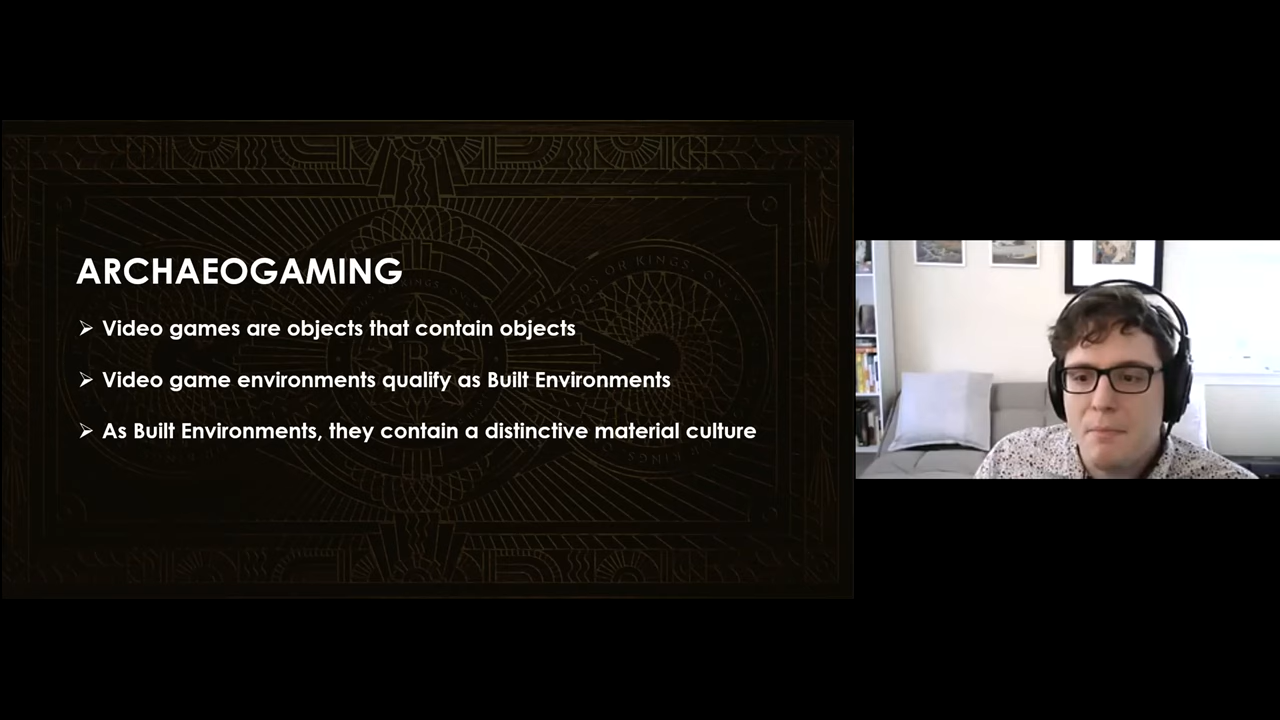 ARCHAEOGAMING
Video games are objects that contain objects
Video game environments qualify as Built Environments
As Built Environments, they contain a distinctive material culture